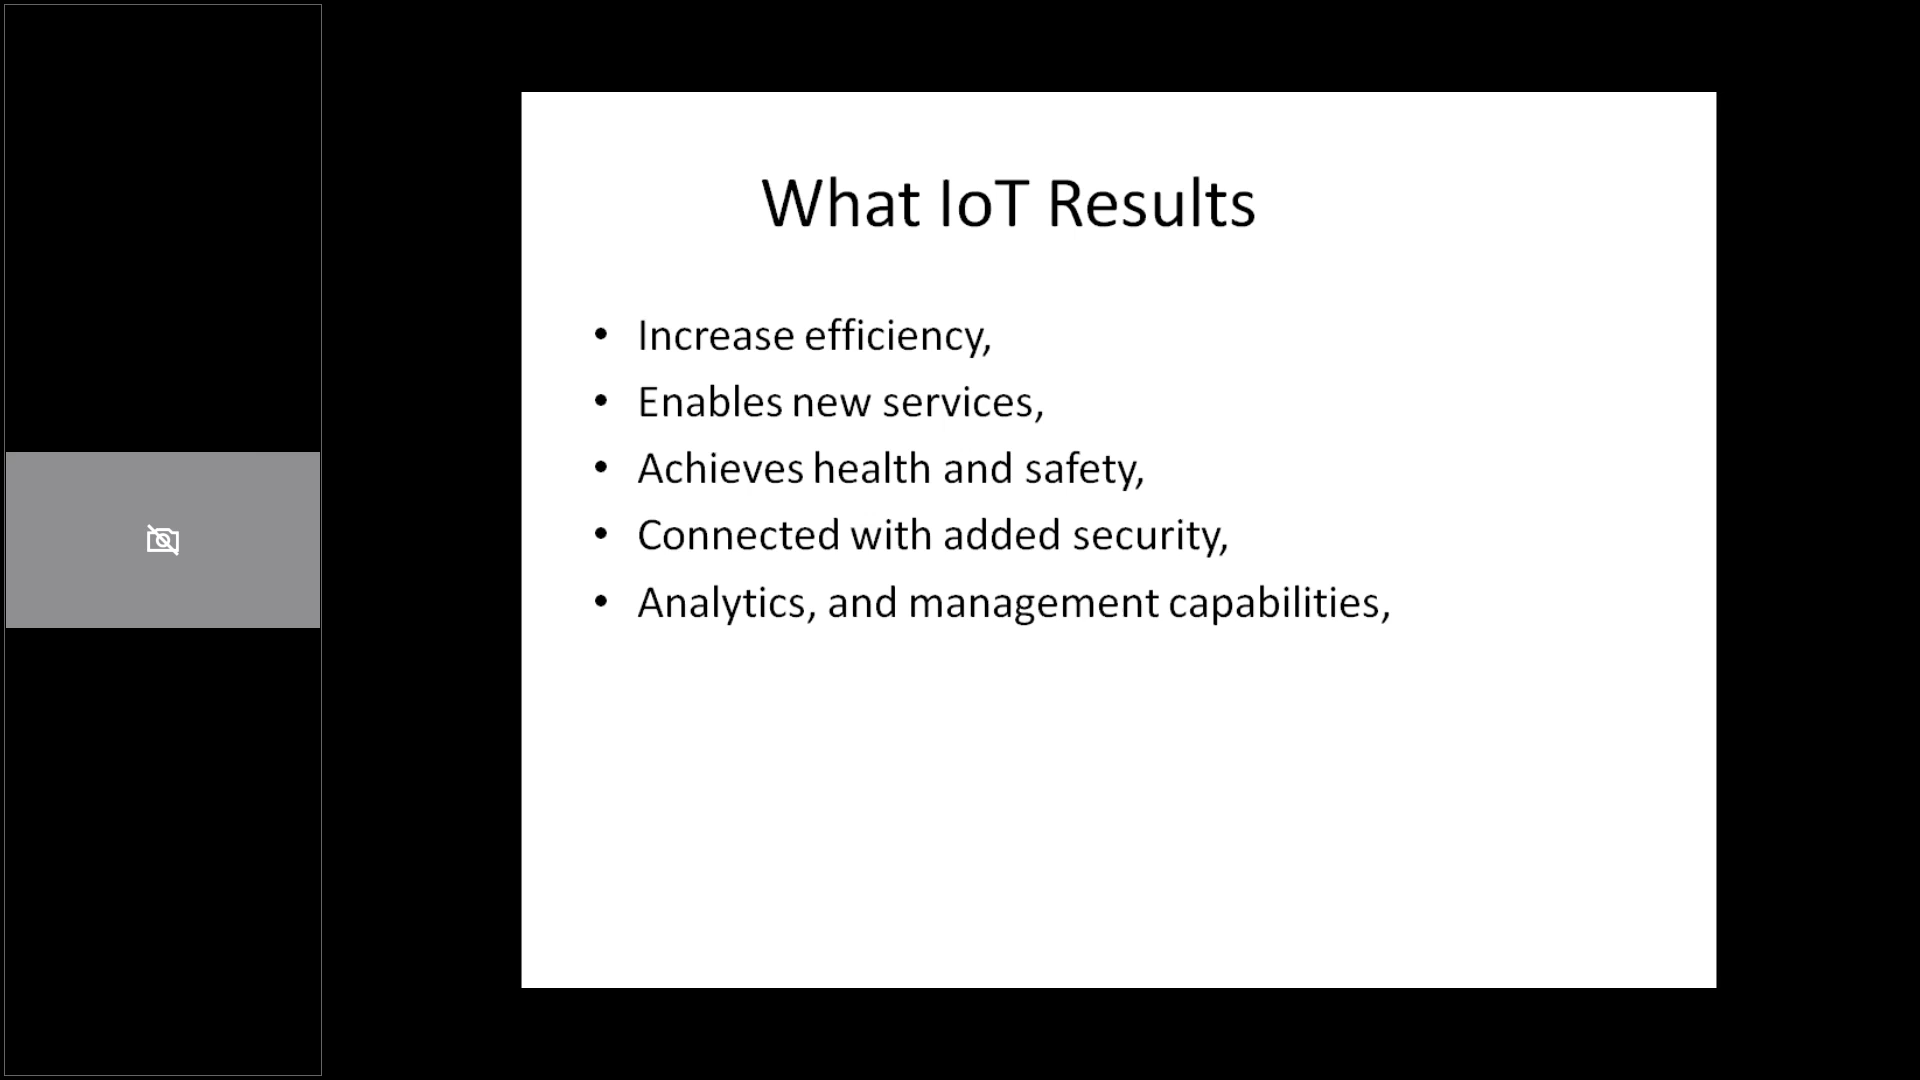 What IoT Results
• Increase efficiency,
• Enables new services,
• Achieves health and safety,
• Connected with added security,
• Analytics, and management capabilities,